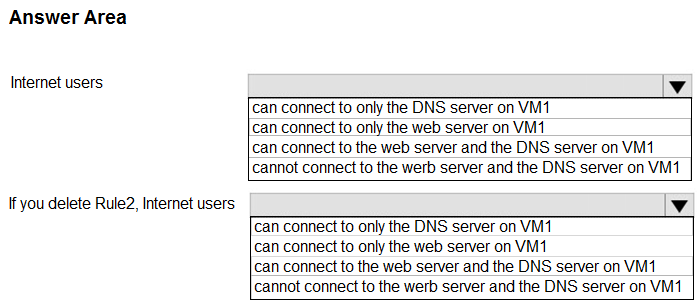 Answer Area
Internet users
can connect to only the DNS server on VM1
can connect to only the web server on VM1
can connect to the web server and the DNS server on VM1
cannot connect to the werb server and the DNS server on VM1
If you delete Rule2, Internet users
can connect to only the DNS server on VM1
can connect to only the web server on VM1
can connect to the web server and the DNS server on VM1
cannot connect to the werb server and the DNS server on VM1